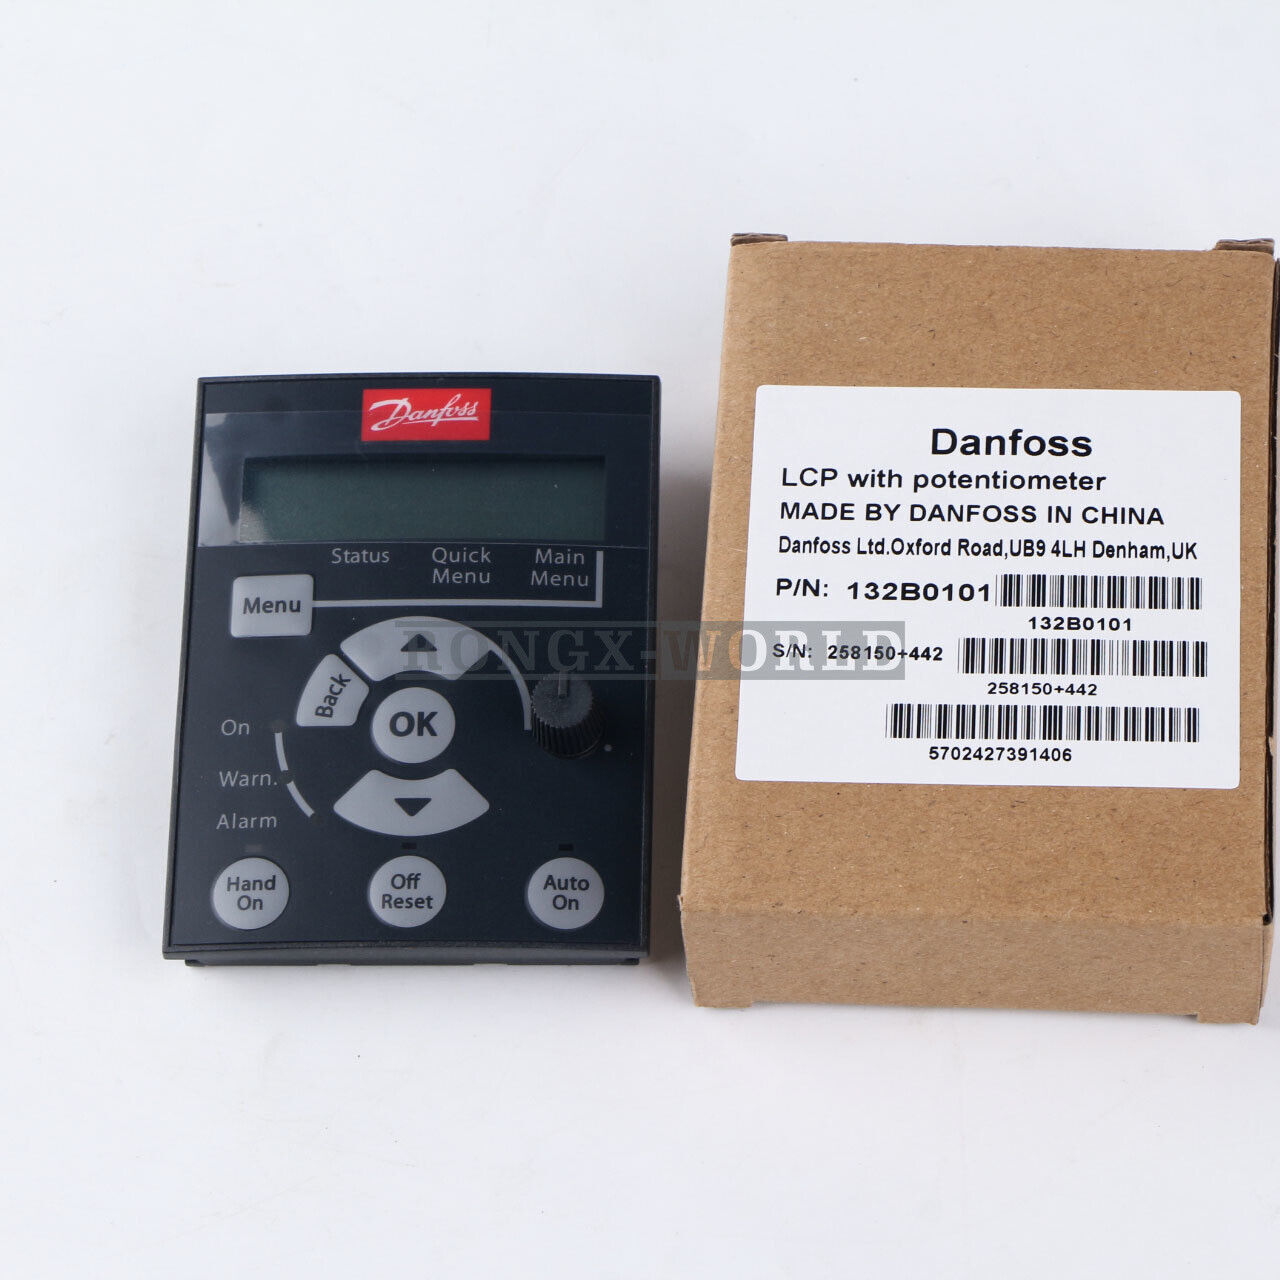 Danfoss
Status
Quick Menu
Main Menu
Menu
Back
OK
On
Warn.
Alarm
Hand On
Off Reset
Auto On
Danfoss
LCP with potentiometer
MADE BY DANFOSS IN CHINA
Danfoss Ltd.Oxford Road,UB9 4LH Denham,UK
P/N: 132B0101
132B0101
S/N: 258150+442
258150+442
5702427391406
RONGX-WORLD